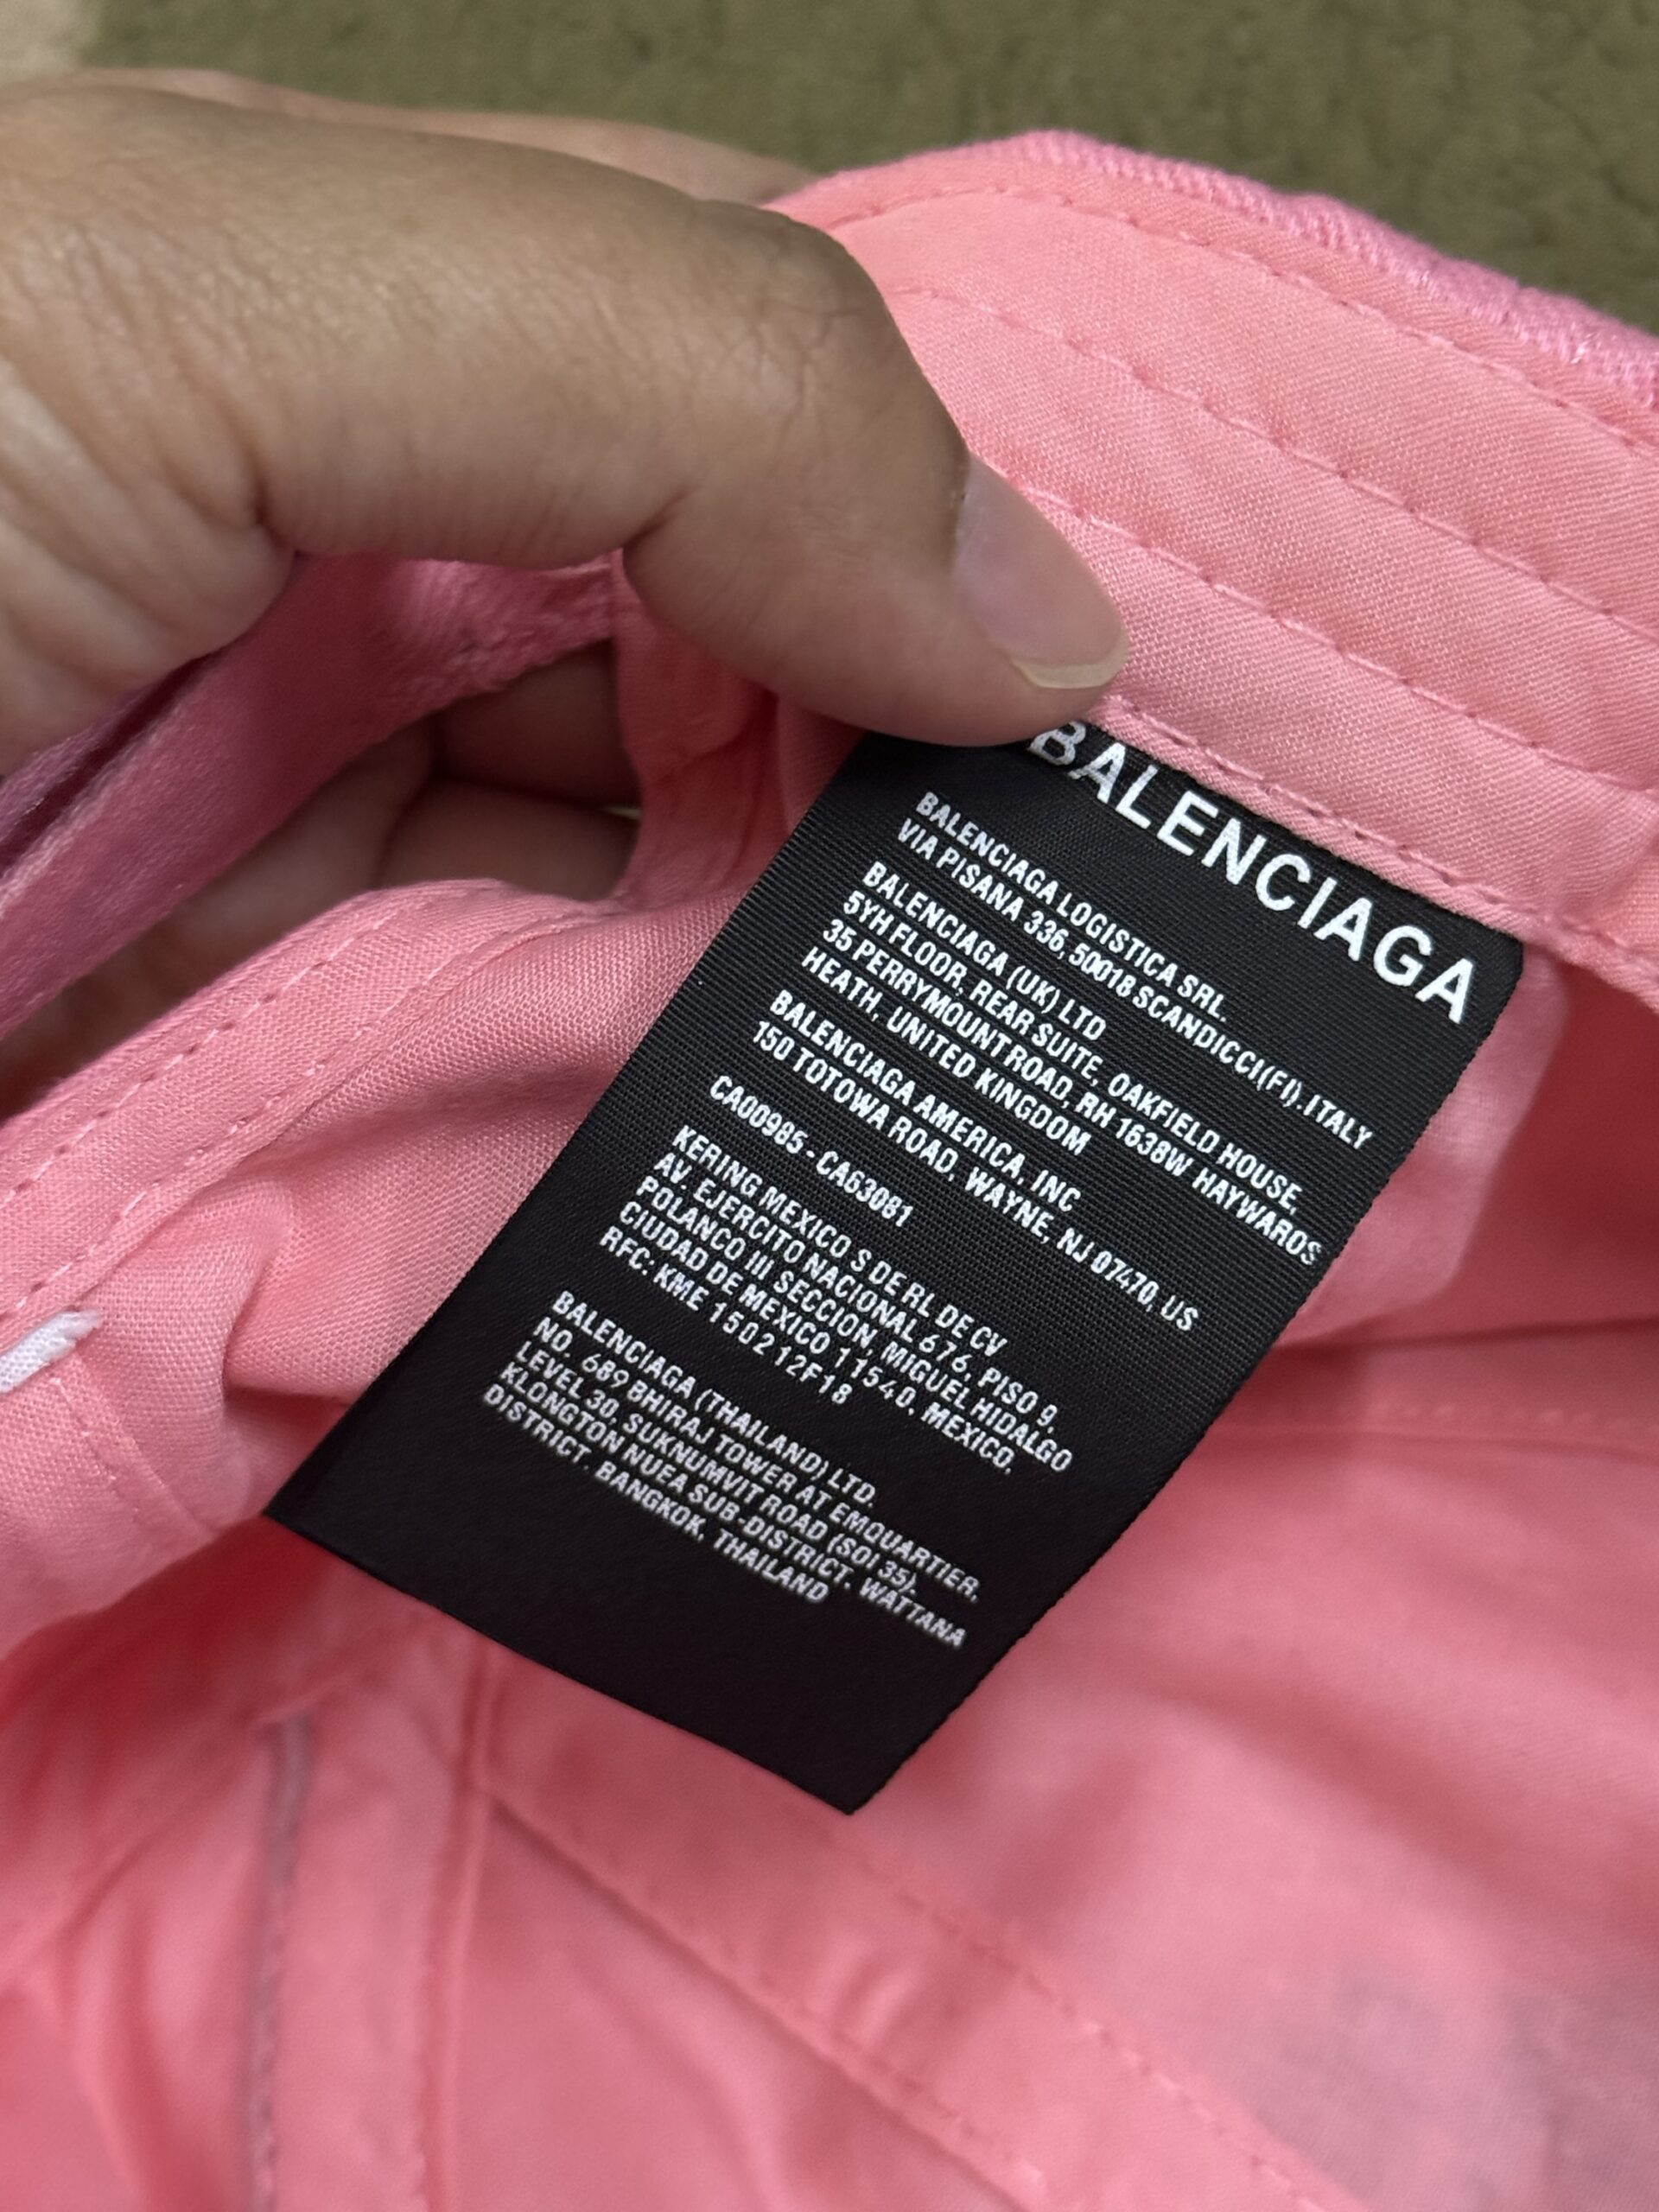 BALENCIAGA
BALENCIAGA LOGISTICA SRL.
VIA PISANA 336, 50018 SCANDICCI(FI).ITALY
BALENCIAGA (UK) LTD
5YH FLOOR, REAR SUITE, OAKFIELD HOUSE,
35 PERRYMOUNT ROAD, RH 1638W HAYWARDS
HEATH, UNITED KINGDOM
BALENCIAGA AMERICA, INC
150 TOTOWA ROAD, WAYNE, NJ 07470, US
CA00985 - CA63081
KERING MEXICO S DE RL DE CV
AV. EJERCITO NACIONAL 676, PISO 9,
POLANCO III SECCION, MIGUEL HIDALGO
CIUDAD DE MEXICO 11540, MEXICO,
RFC: KME 150212F18
BALENCIAGA (THAILAND) LTD.
NO. 689 BHIRAJ TOWER AT EMQUARTIER,
LEVEL 30, SUKNUMVIT ROAD (SOI 35),
KLONGTON NUEA SUB-DISTRICT. WATTANA
DISTRICT. BANGKOK, THAILAND